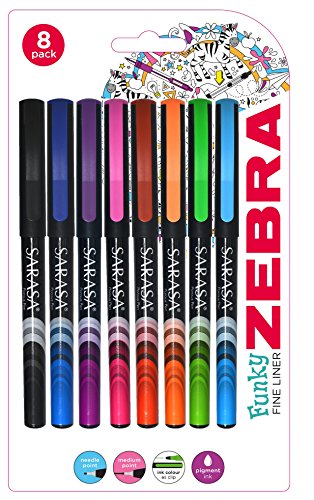 8
pack
Funky
ZEBRA
FINE LINER
SARASA
SARASA
SARASA
SARASA
SARASA
SARASA
SARASA
SARASA
needle
point
medium
point
ink colour
as clip
pigment
ink